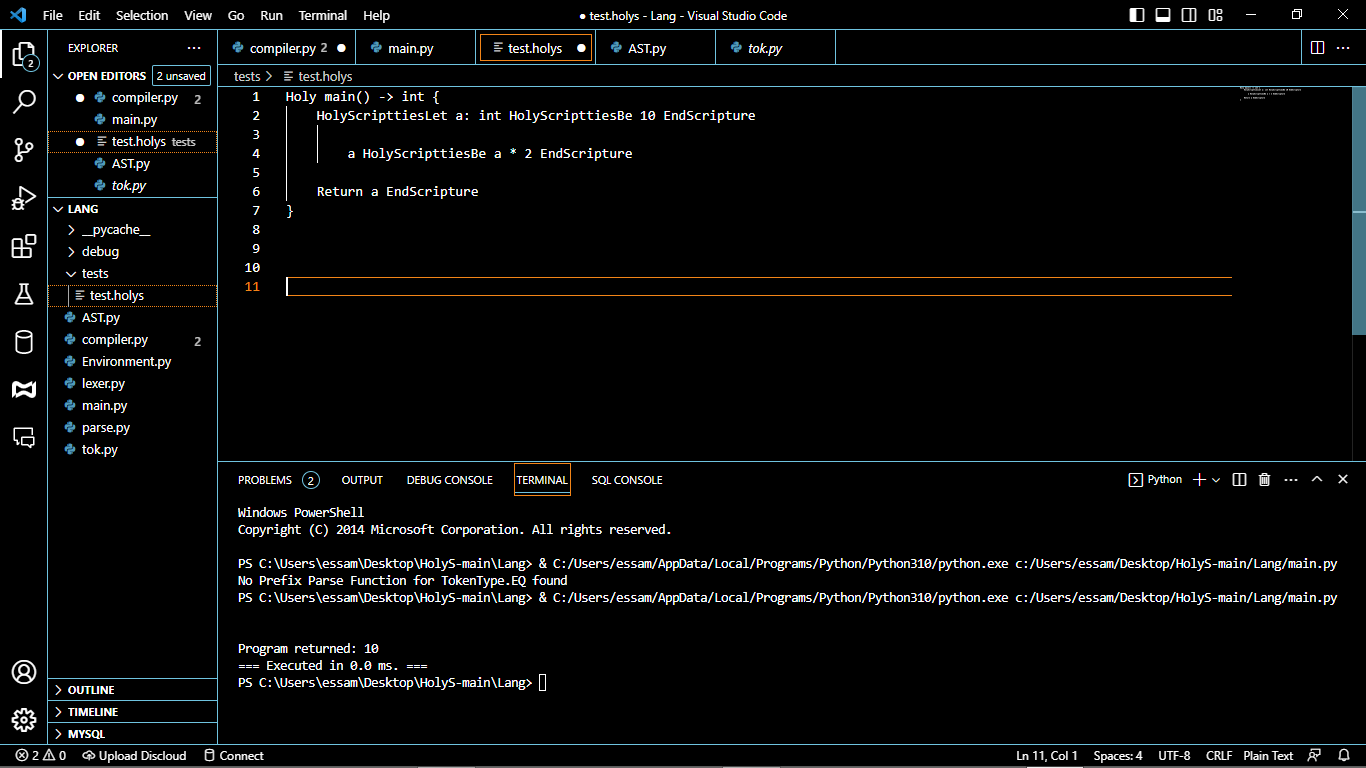 File Edit Selection View Go Run Terminal Help ● test.holys - Lang - Visual Studio Code
EXPLORER ···
compiler.py 2 ● main.py test.holys ● AST.py tok.py
OPEN EDITORS 2 unsaved
compiler.py 2
main.py
test.holys tests
AST.py
tok.py
LANG
__pycache__
debug
tests
test.holys
AST.py
compiler.py 2
Environment.py
lexer.py
main.py
parse.py
tok.py
OUTLINE
TIMELINE
MYSQL
2
tests > test.holys
1 Holy main() -> int {
2 HolyScripttiesLet a: int HolyScripttiesBe 10 EndScripture
3
4 a HolyScripttiesBe a * 2 EndScripture
5
6 Return a EndScripture
7 }
8
9
10
11
PROBLEMS 2 OUTPUT DEBUG CONSOLE TERMINAL SQL CONSOLE Python
Windows PowerShell
Copyright (C) 2014 Microsoft Corporation. All rights reserved.
PS C:\Users\essam\Desktop\HolyS-main\Lang> & C:/Users/essam/AppData/Local/Programs/Python/Python310/python.exe c:/Users/essam/Desktop/HolyS-main/Lang/main.py
No Prefix Parse Function for TokenType.EQ found
PS C:\Users\essam\Desktop\HolyS-main\Lang> & C:/Users/essam/AppData/Local/Programs/Python/Python310/python.exe c:/Users/essam/Desktop/HolyS-main/Lang/main.py
Program returned: 10
=== Executed in 0.0 ms. ===
PS C:\Users\essam\Desktop\HolyS-main\Lang>
2 0 Upload Discloud Connect Ln 11, Col 1 Spaces: 4 UTF-8 CRLF Plain Text